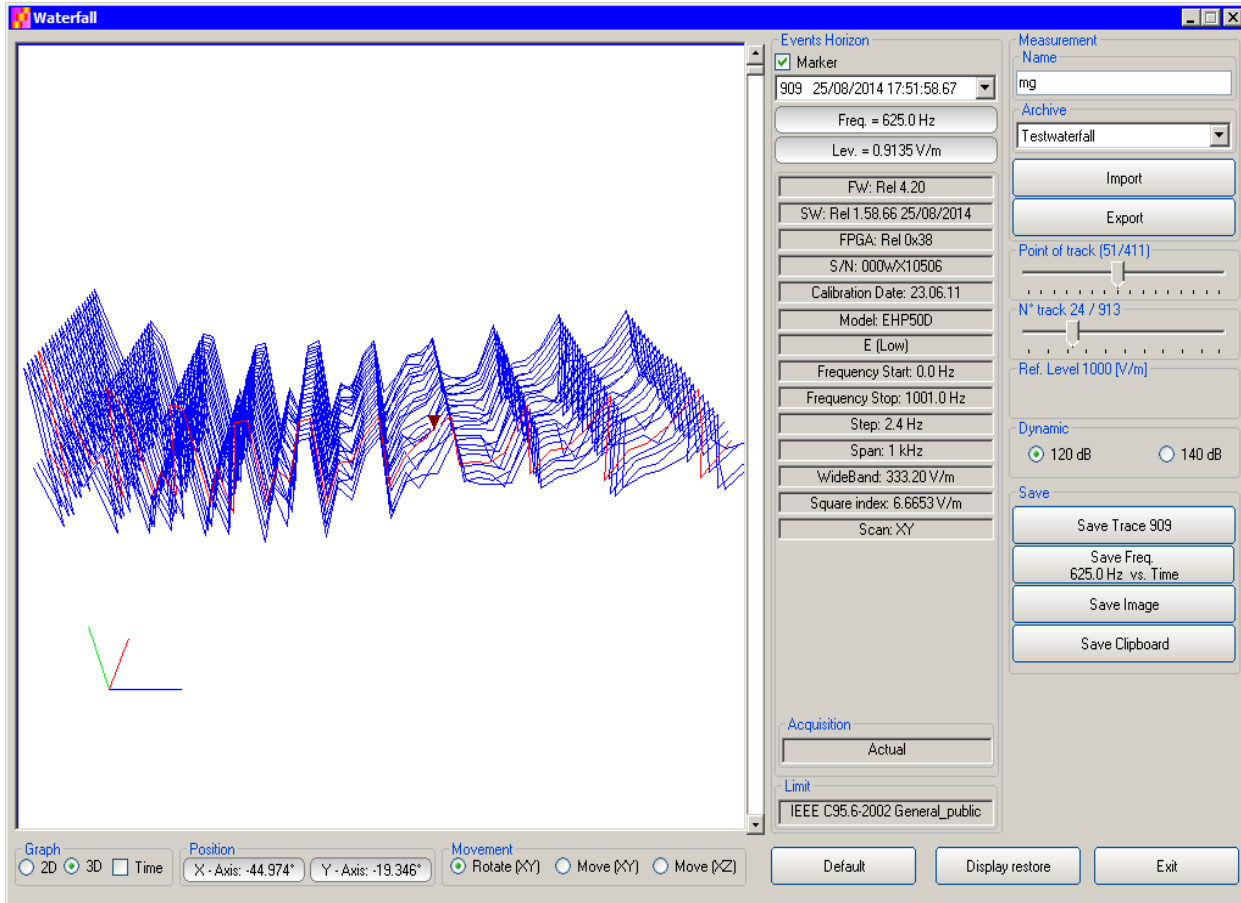 Waterfall
Events Horizon
Marker
909 25/08/2014 17:51:58.67
Freq. = 625.0 Hz
Lev. = 0.9135 V/m
FW: Rel 4.20
SW: Rel 1.58.66 25/08/2014
FPGA: Rel 0x38
S/N: 000WX10506
Calibration Date: 23.06.11
Model: EHP50D
E (Low)
Frequency Start: 0.0 Hz
Frequency Stop: 1001.0 Hz
Step: 2.4 Hz
Span: 1 kHz
WideBand: 333.20 V/m
Square index: 6.6653 V/m
Scan: XY
Acquisition
Actual
Limit
IEEE C95.6-2002 General_public
Measurement
Name
mg
Archive
Testwaterfall
Import
Export
Point of track (51/411)
N° track 24 / 913
Ref. Level 1000 [V/m]
Dynamic
120 dB
140 dB
Save
Save Trace 909
Save Freq.
625.0 Hz vs. Time
Save Image
Save Clipboard
Graph
2D
3D
Time
Position
X - Axis: -44.974°
Y - Axis: -19.346°
Movement
Rotate (XY)
Move (XY)
Move (XZ)
Default
Display restore
Exit